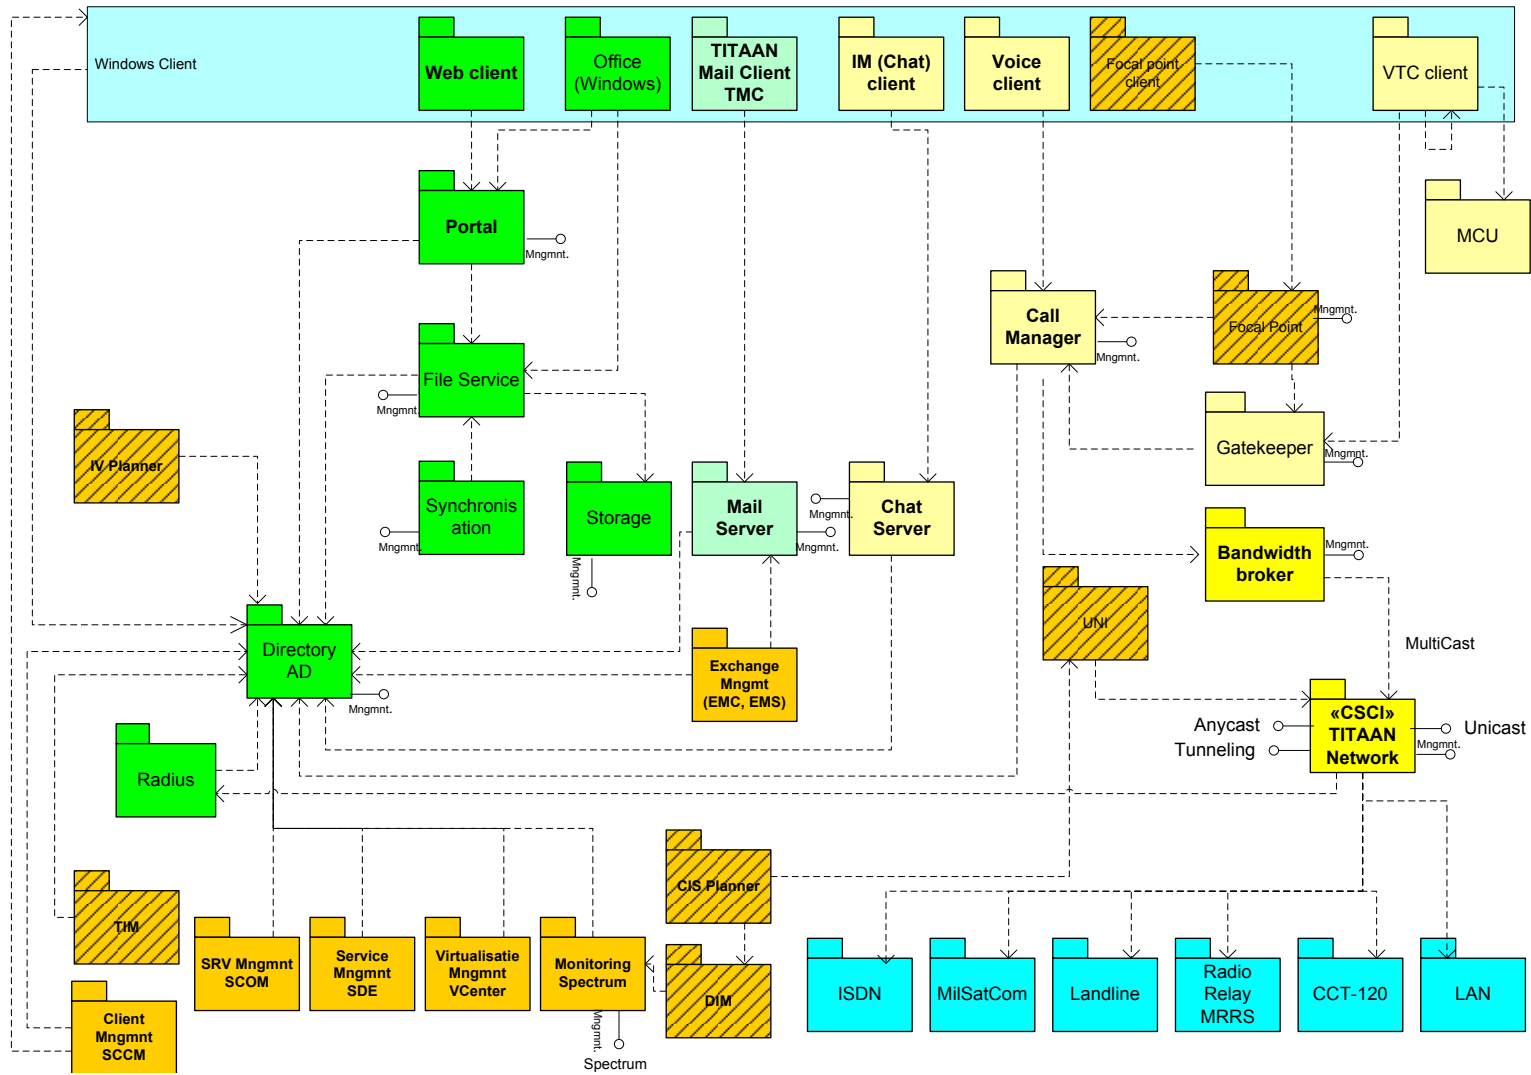 Windows Client
Web client
Office
(Windows)
TITAAN
Mail Client
TMC
IM (Chat)
client
Voice
client
Focal point
client
VTC client
MCU
Portal
Mngmnt.
Call
Manager
Mngmnt.
Focal Point
Mngmnt.
File Service
Mngmnt.
IV Planner
Gatekeeper
Mngmnt.
Synchronis
ation
Mngmnt.
Storage
Mngmnt.
Mail
Server
Mngmnt.
Chat
Server
Mngmnt.
Bandwidth
broker
Mngmnt.
UNI
MultiCast
Directory
AD
Mngmnt.
Exchange
Mngmt
(EMC, EMS)
«CSCI»
TITAAN
Network
Anycast
Tunneling
Unicast
Mngmnt.
Radius
CIS Planner
TIM
SRV Mngmnt
SCOM
Service
Mngmnt
SDE
Virtualisatie
Mngmnt
VCenter
Monitoring
Spectrum
Mngmnt.
Spectrum
DIM
Client
Mngmnt
SCCM
ISDN
MilSatCom
Landline
Radio
Relay
MRRS
CCT-120
LAN